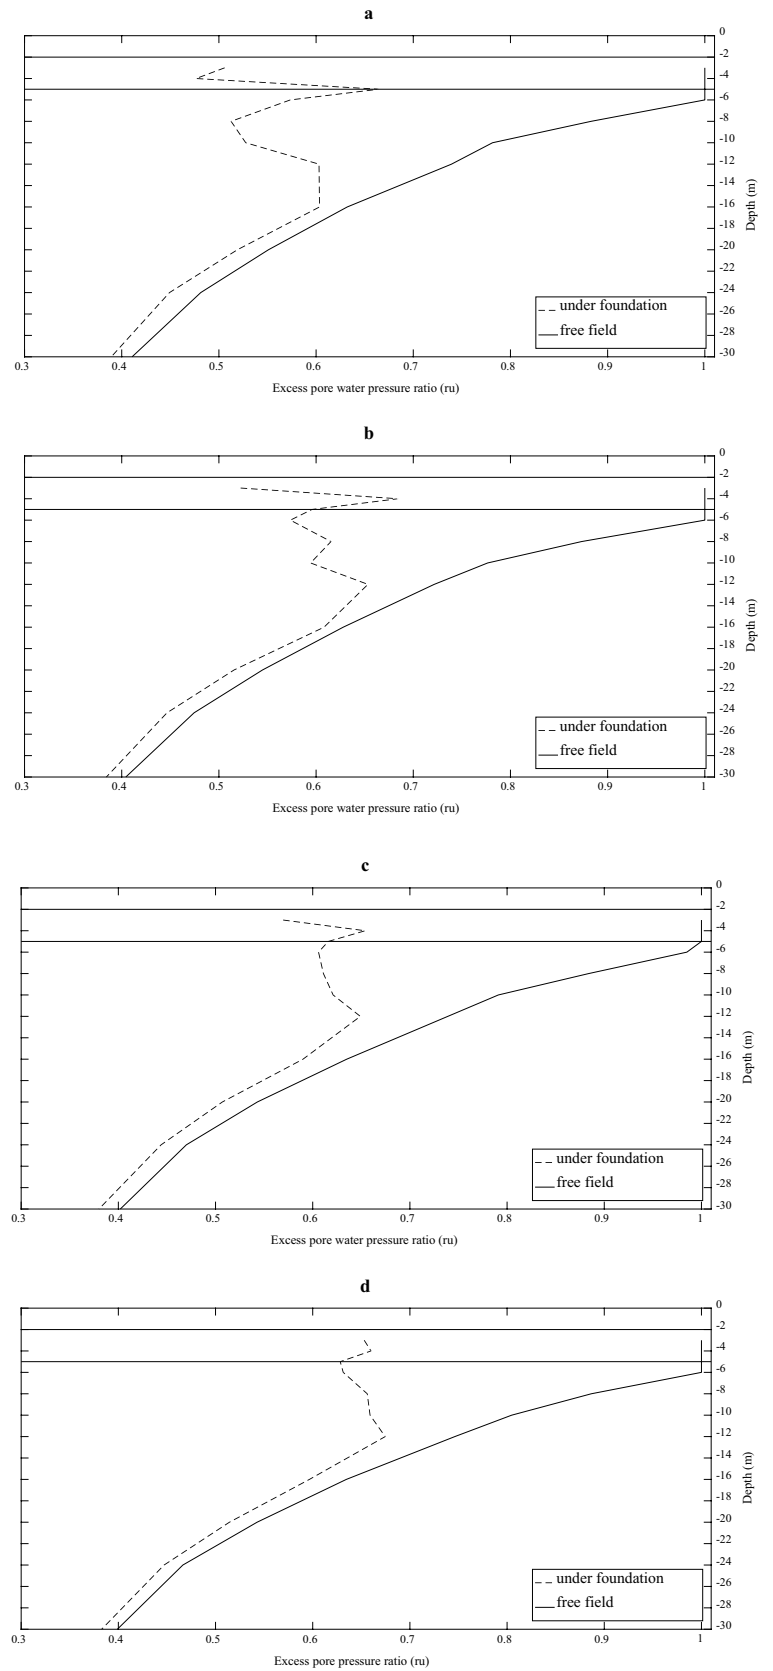 a
0
-2
-4
-6
-8
-10
-12
-14
-16
-18
-20
-22
-24
-26
-28
-30
Depth (m)
under foundation
free field
0.3 0.4 0.5 0.6 0.7 0.8 0.9 1
Excess pore water pressure ratio (ru)
b
0
-2
-4
-6
-8
-10
-12
-14
-16
-18
-20
-22
-24
-26
-28
-30
Depth (m)
under foundation
free field
0.3 0.4 0.5 0.6 0.7 0.8 0.9 1
Excess pore water pressure ratio (ru)
c
0
-2
-4
-6
-8
-10
-12
-14
-16
-18
-20
-22
-24
-26
-28
-30
Depth (m)
under foundation
free field
0.3 0.4 0.5 0.6 0.7 0.8 0.9 1
Excess pore water pressure ratio (ru)
d
0
-2
-4
-6
-8
-10
-12
-14
-16
-18
-20
-22
-24
-26
-28
-30
Depth (m)
under foundation
free field
0.3 0.4 0.5 0.6 0.7 0.8 0.9 1
Excess pore pressure ratio (ru)